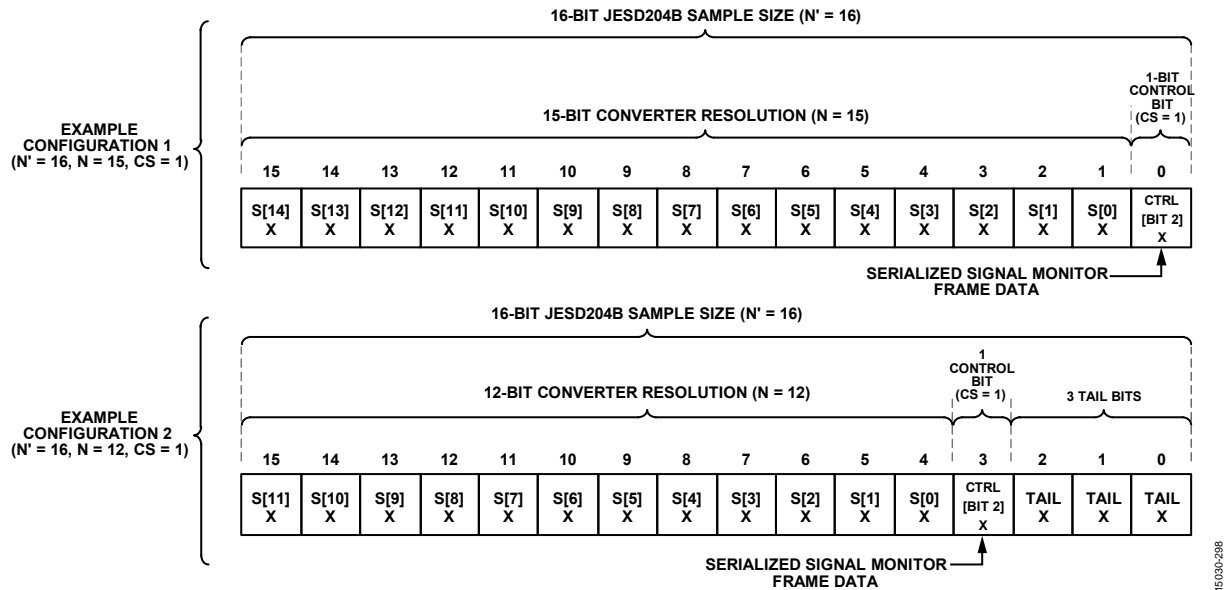 16-BIT JESD204B SAMPLE SIZE (N' = 16)
1-BIT
CONTROL
BIT
(CS = 1)
15-BIT CONVERTER RESOLUTION (N = 15)
EXAMPLE
CONFIGURATION 1
(N' = 16, N = 15, CS = 1)
15 14 13 12 11 10 9 8 7 6 5 4 3 2 1 0
S[14] S[13] S[12] S[11] S[10] S[9] S[8] S[7] S[6] S[5] S[4] S[3] S[2] S[1] S[0] CTRL
[BIT 2]
X X X X X X X X X X X X X X X X
SERIALIZED SIGNAL MONITOR
FRAME DATA
16-BIT JESD204B SAMPLE SIZE (N' = 16)
1
CONTROL
BIT
(CS = 1)
12-BIT CONVERTER RESOLUTION (N = 12)
3 TAIL BITS
EXAMPLE
CONFIGURATION 2
(N' = 16, N = 12, CS = 1)
15 14 13 12 11 10 9 8 7 6 5 4 3 2 1 0
S[11] S[10] S[9] S[8] S[7] S[6] S[5] S[4] S[3] S[2] S[1] S[0] CTRL TAIL TAIL TAIL
[BIT 2]
X X X X X X X X X X X X X X X X
SERIALIZED SIGNAL MONITOR
FRAME DATA
15030-298